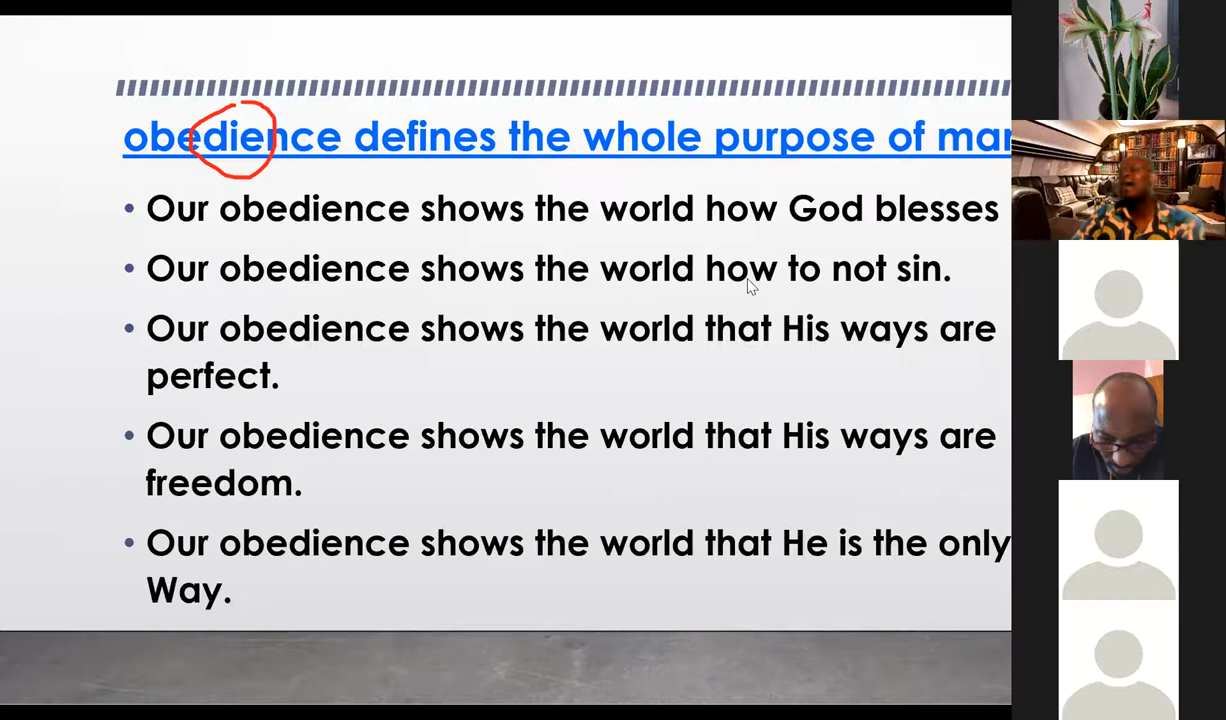 obedience defines the whole purpose of
• Our obedience shows the world how God blesses
• Our obedience shows the world how to not sin.
• Our obedience shows the world that His ways are
perfect.
• Our obedience shows the world that His ways are
freedom.
• Our obedience shows the world that He is the only
Way.